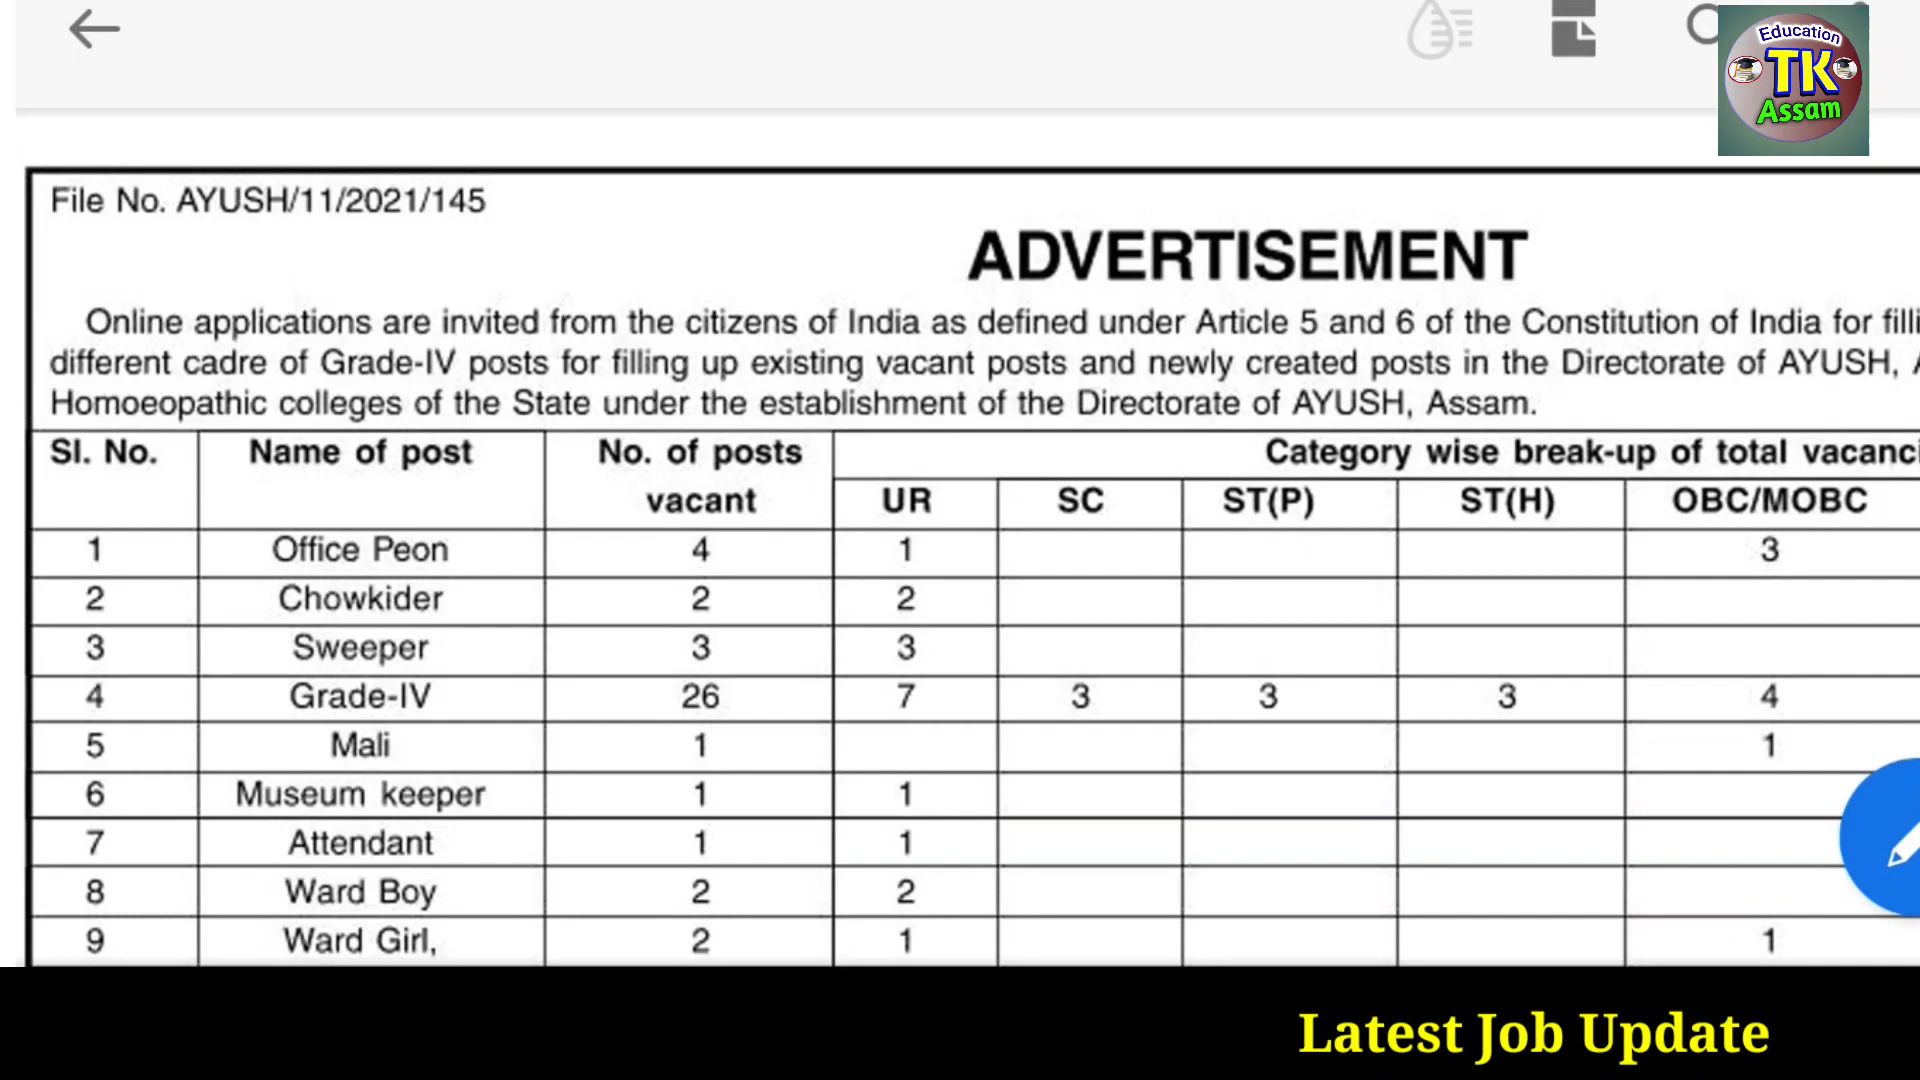 Education
TK
Assam
File No. AYUSH/11/2021/145
ADVERTISEMENT
Online applications are invited from the citizens of India as defined under Article 5 and 6 of the Constitution of India for filli
different cadre of Grade-IV posts for filling up existing vacant posts and newly created posts in the Directorate of AYUSH,
Homoeopathic colleges of the State under the establishment of the Directorate of AYUSH, Assam.
Sl. No. Name of post No. of posts vacant Category wise break-up of total vacanci
UR SC ST(P) ST(H) OBC/MOBC
1 Office Peon 4 1 3
2 Chowkider 2 2
3 Sweeper 3 3
4 Grade-IV 26 7 3 3 3 4
5 Mali 1 1
6 Museum keeper 1 1
7 Attendant 1 1
8 Ward Boy 2 2
9 Ward Girl, 2 1 1
Latest Job Update